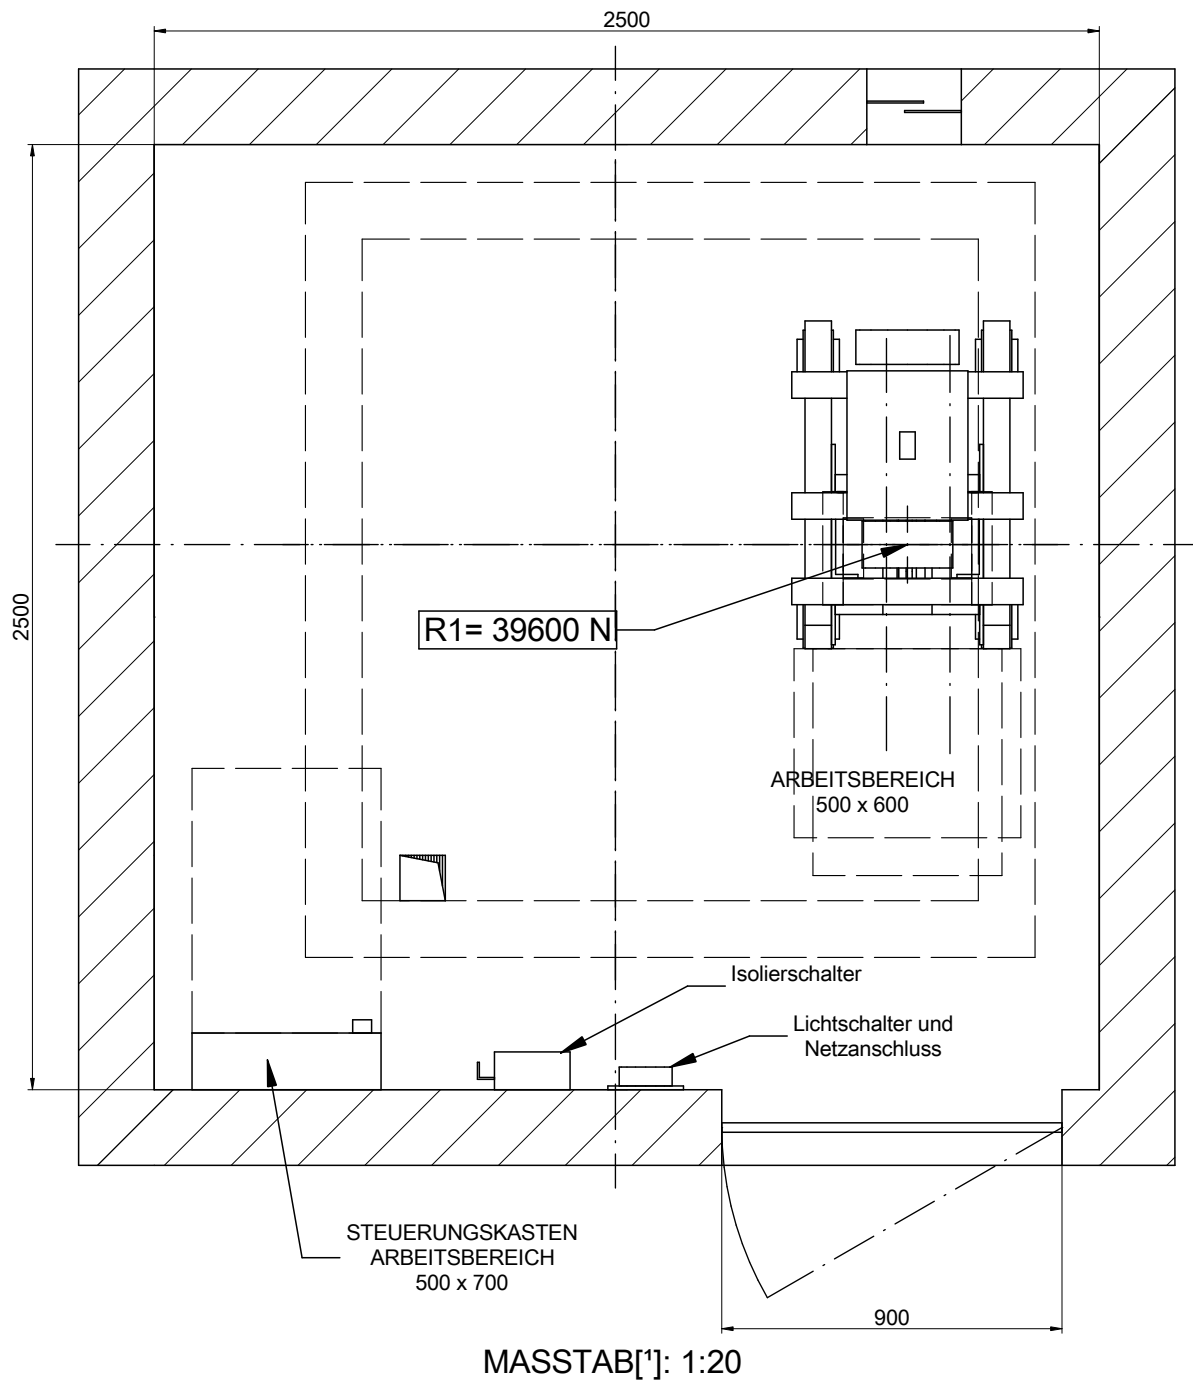 2500
2500
R1= 39600 N
ARBEITSBEREICH
500 x 600
Isolierschalter
Lichtschalter und
Netzanschluss
STEUERUNGSKASTEN
ARBEITSBEREICH
500 x 700
900
MASSTAB[¹]: 1:20